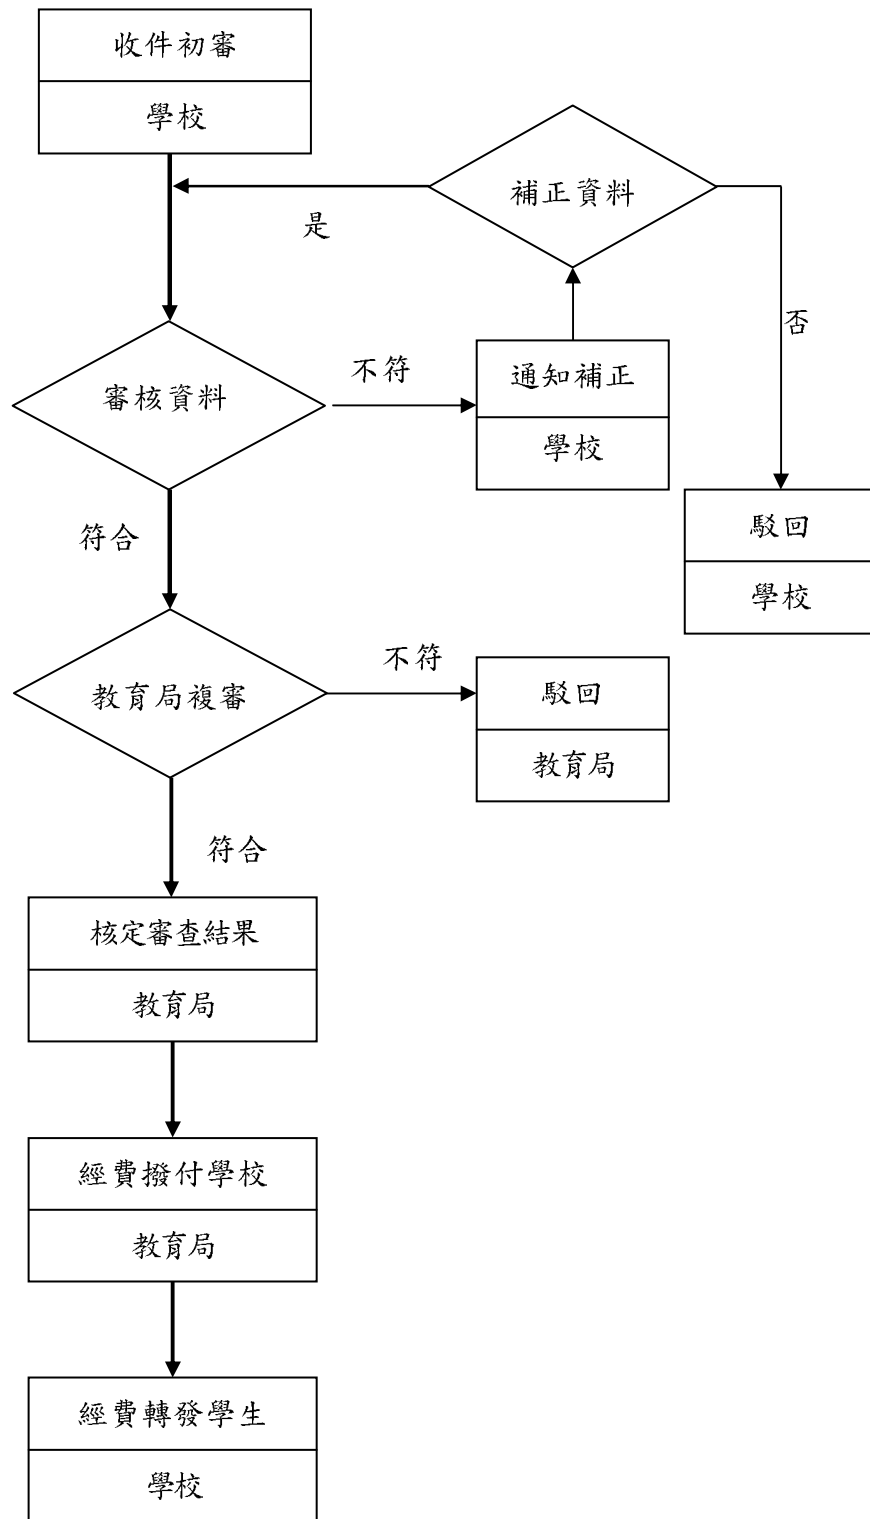 收件初審
學校
補正資料
是
否
審核資料
不符
通知補正
學校
符合
駁回
學校
教育局複審
不符
駁回
教育局
符合
核定審查結果
教育局
經費撥付學校
教育局
經費轉發學生
學校